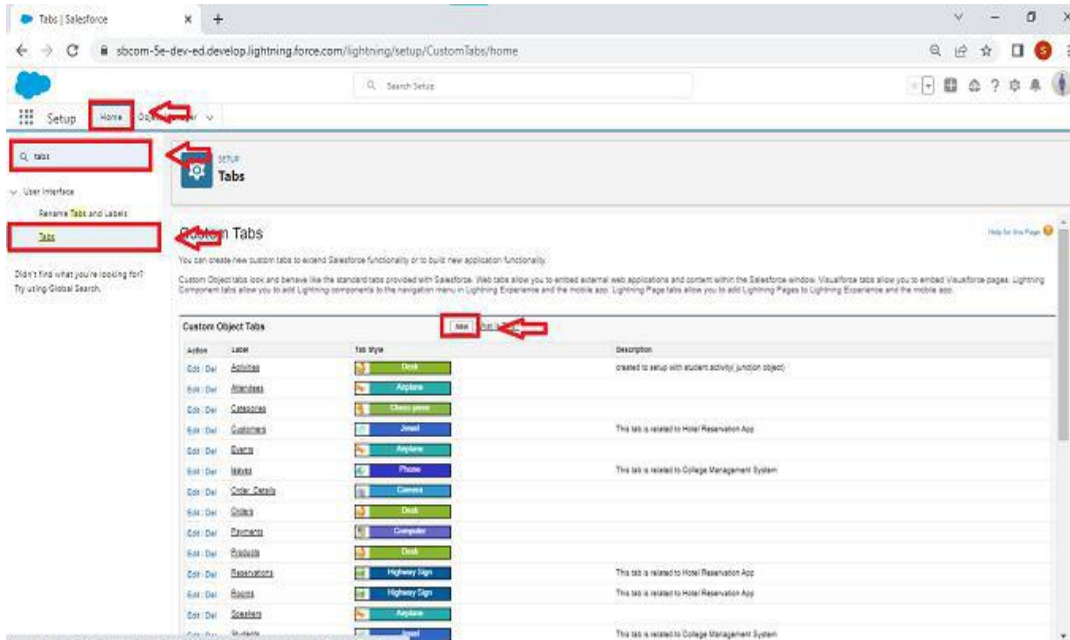 Tabs | Salesforce
sbcom-5e-dev-ed.develop.lightning.force.com/lightning/setup/CustomTabs/home
S
Search Setup
Setup Home
tabs
SETUP
Tabs
User Interface
Rename Tabs and Labels
Tabs
Didn't find what you're looking for?
Try using Global Search.
Custom Tabs
Help for this Page
You can create new custom tabs to extend Salesforce functionality or to build new application functionality.
Custom Object tabs look and behave like the standard tabs provided with Salesforce. Web tabs allow you to embed external web applications and content within the Salesforce window. Visualforce tabs allow you to embed Visualforce pages. Lightning
Component tabs allow you to add Lightning components to the navigation menu in Lightning Experience and the mobile app. Lightning Page tabs allow you to add Lightning Pages to Lightning Experience and the mobile app.
Custom Object Tabs New
Action Label Tab Style Description
Edit | Del Activities Desk created to setup with student activity( junction object)
Edit | Del Attendees Airplane
Edit | Del Categories Chess piece
Edit | Del Customers Jewel This tab is related to Hotel Reservation App
Edit | Del Events Airplane
Edit | Del Marks Phone This tab is related to College Management System
Edit | Del Order_Details Camera
Edit | Del Orders Desk
Edit | Del Payments Computer
Edit | Del Products Desk
Edit | Del Reservations Highway Sign This tab is related to Hotel Reservation App
Edit | Del Rooms Highway Sign This tab is related to Hotel Reservation App
Edit | Del Speakers Airplane
Edit | Del Students Jewel This tab is related to College Management System